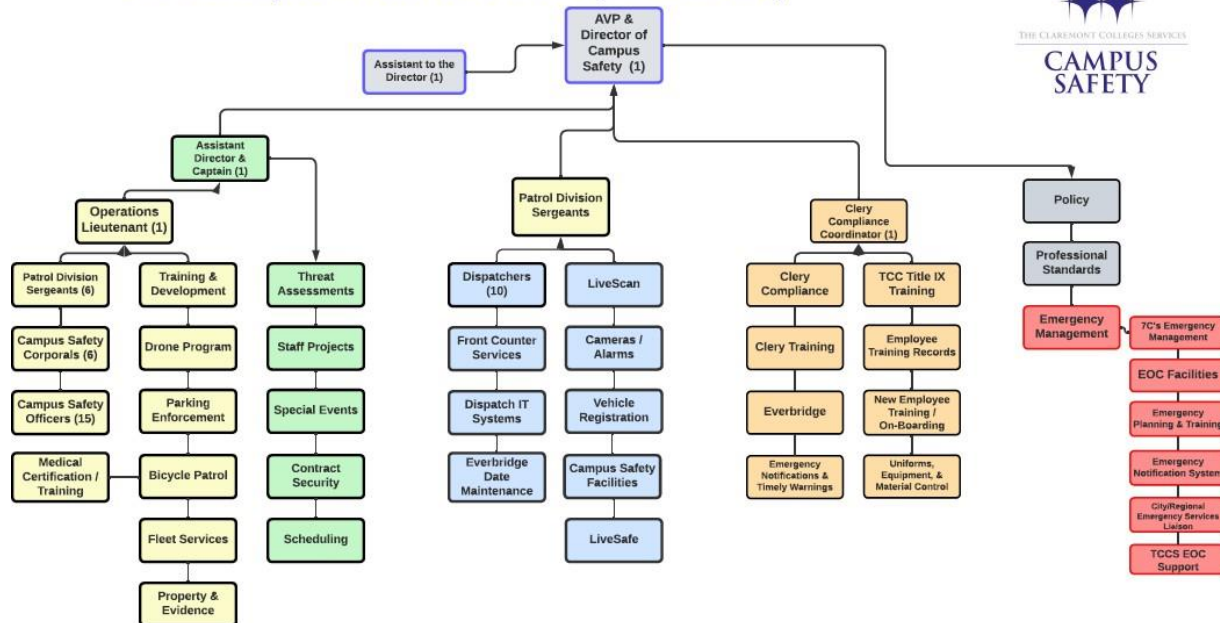 AVP &
Director of
Campus
Safety (1)
THE CLAREMONT COLLEGES SERVICES
CAMPUS
SAFETY
Assistant to the
Director (1)
Assistant
Director &
Captain (1)
Operations
Lieutenant (1)
Patrol Division
Sergeants (6)
Campus Safety
Corporals (6)
Campus Safety
Officers (15)
Medical
Certification /
Training
Training &
Development
Drone Program
Parking
Enforcement
Bicycle Patrol
Fleet Services
Property &
Evidence
Threat
Assessments
Staff Projects
Special Events
Contract
Security
Scheduling
Patrol Division
Sergeants
Dispatchers
(10)
Front Counter
Services
Dispatch IT
Systems
Everbridge
Date
Maintenance
LiveScan
Cameras /
Alarms
Vehicle
Registration
Campus Safety
Facilities
LiveSafe
Clery
Compliance
Coordinator (1)
Clery
Compliance
Clery Training
Everbridge
Emergency
Notifications &
Timely Warnings
TCC Title IX
Training
Employee
Training Records
New Employee
Training /
On-Boarding
Uniforms,
Equipment, &
Material Control
Policy
Professional
Standards
Emergency
Management
7C's Emergency
Management
EOC Facilities
Emergency
Planning & Training
Emergency
Notification System
City/Regional
Emergency Services
Liaison
TCCS EOC
Support